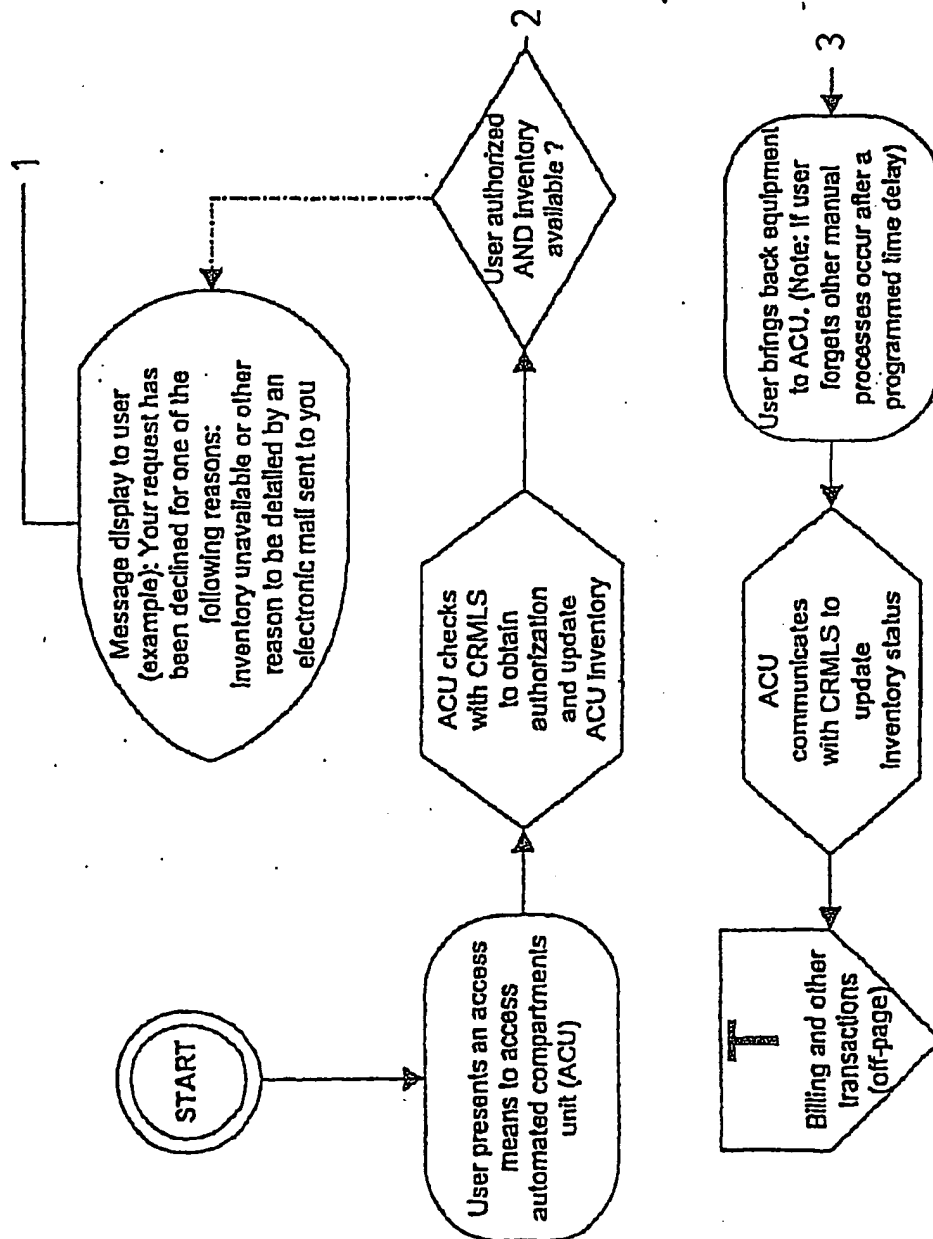 START
User presents an access
means to access
automated compartments
unit (ACU)
ACU checks
with CRMLS
to obtain
authorization
and update
ACU Inventory
User authorized
AND Inventory
available ?
2
Message display to user
(example): Your request has
been declined for one of the
following reasons:
Inventory unavailable or other
reason to be detailed by an
electronic mail sent to you
1
3
User brings back equipment
to ACU. (Note: If user
forgets other manual
processes occur after a
programmed time delay)
ACU
communicates
with CRMLS to
update
Inventory status
T
Billing and other
transactions
(off-page)